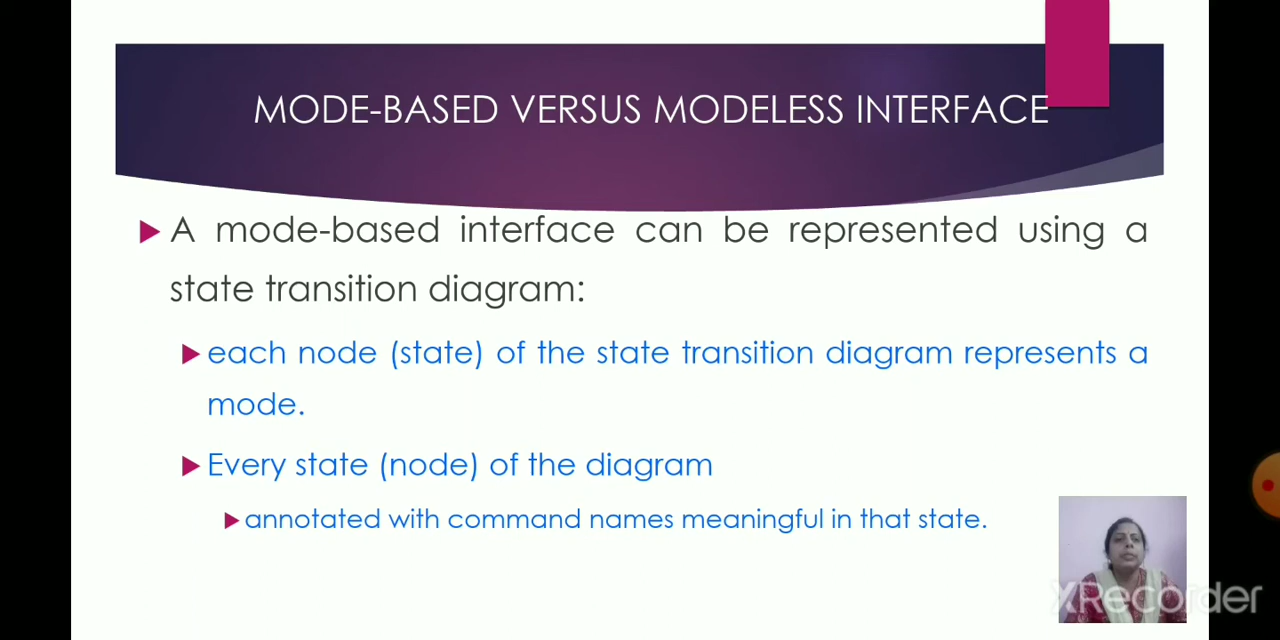 MODE-BASED VERSUS MODELESS INTERFACE
A mode-based interface can be represented using a
state transition diagram:
each node (state) of the state transition diagram represents a
mode.
Every state (node) of the diagram
annotated with command names meaningful in that state.
XRecorder